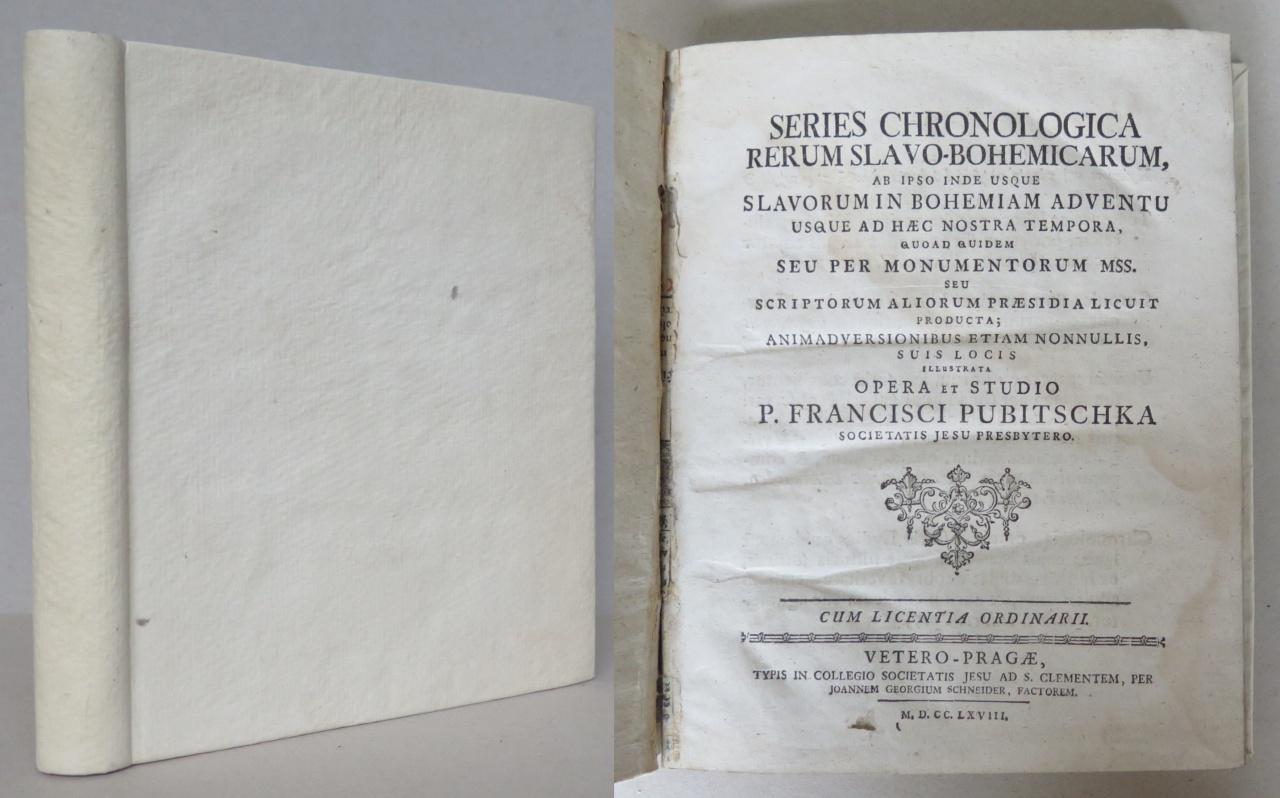 SERIES CHRONOLOGICA
RERUM SLAVO-BOHEMICARUM,
AB IPSO INDE USQUE
SLAVORUM IN BOHEMIAM ADVENTU
USQUE AD HÆC NOSTRA TEMPORA,
QUOAD QUIDEM
SEU PER MONUMENTORUM MSS.
SEU
SCRIPTORUM ALIORUM PRÆSIDIA LICUIT
PRODUCTA;
ANIMADVERSIONIBUS ETIAM NONNULLIS,
SUIS LOCIS
ILLUSTRATA
OPERA ET STUDIO
P. FRANCISCI PUBITSCHKA
SOCIETATIS JESU PRESBYTERO.
CUM LICENTIA ORDINARII.
VETERO-PRAGÆ,
TYPIS IN COLLEGIO SOCIETATIS JESU AD S. CLEMENTEM, PER
JOANNEM GEORGIUM SCHNEIDER, FACTOREM.
M. D. CC. LXVIII.